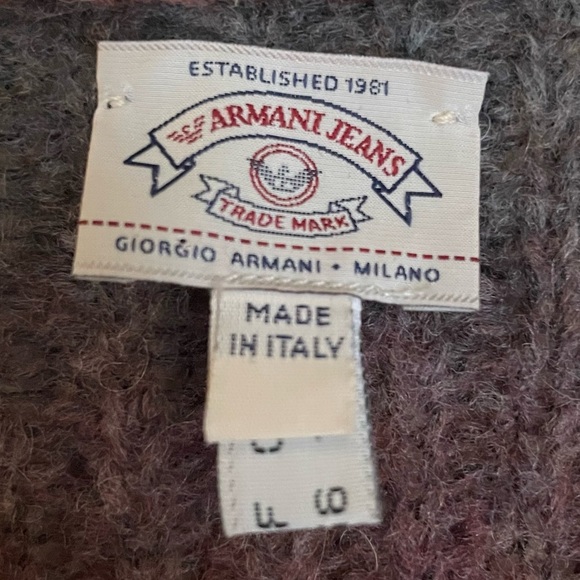 ESTABLISHED 1981
ARMANI JEANS
TRADE MARK
GIORGIO ARMANI • MILANO
MADE
IN ITALY